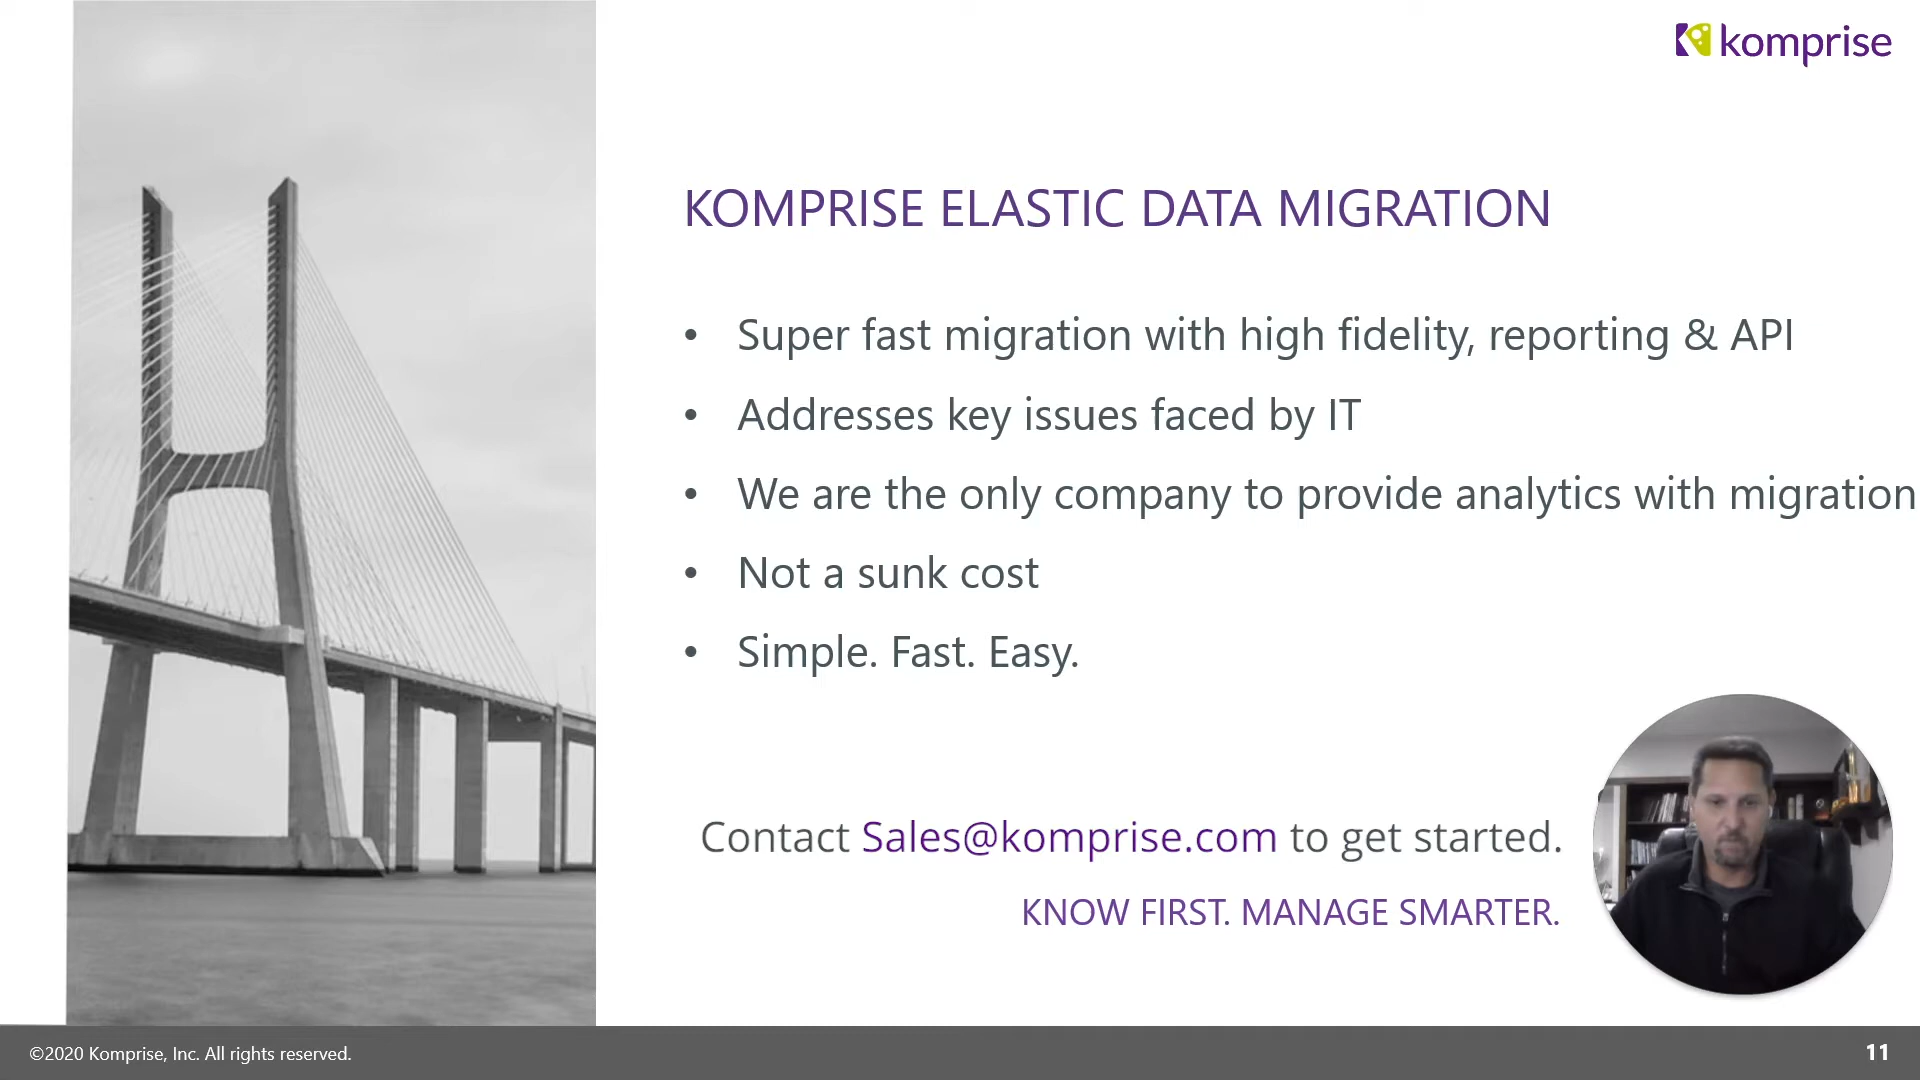 komprise
KOMPRISE ELASTIC DATA MIGRATION
• Super fast migration with high fidelity, reporting & API
• Addresses key issues faced by IT
• We are the only company to provide analytics with migration
• Not a sunk cost
• Simple. Fast. Easy.
Contact Sales@komprise.com to get started.
KNOW FIRST. MANAGE SMARTER.
©2020 Komprise, Inc. All rights reserved.
11